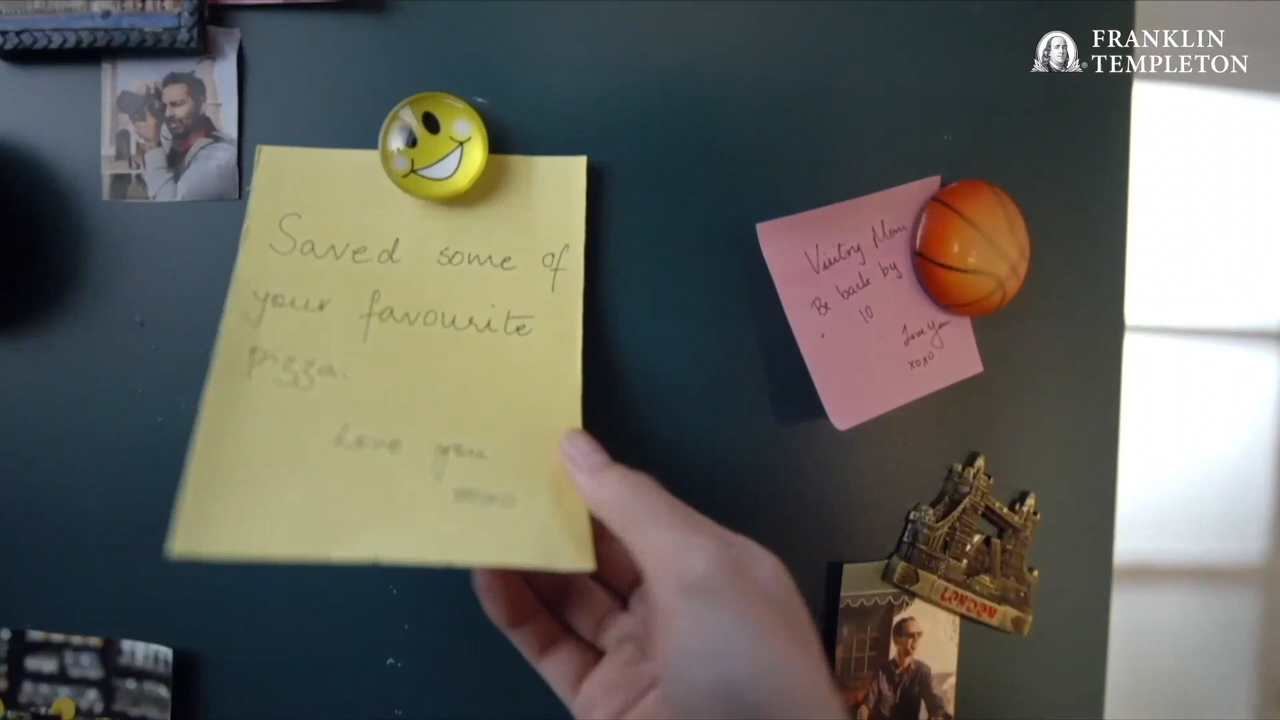 FRANKLIN
TEMPLETON
Saved some of
your favourite
pizza.
Love you
xoxo
Visiting Mom
Be back by
10
Love you
xoxo
LONDON